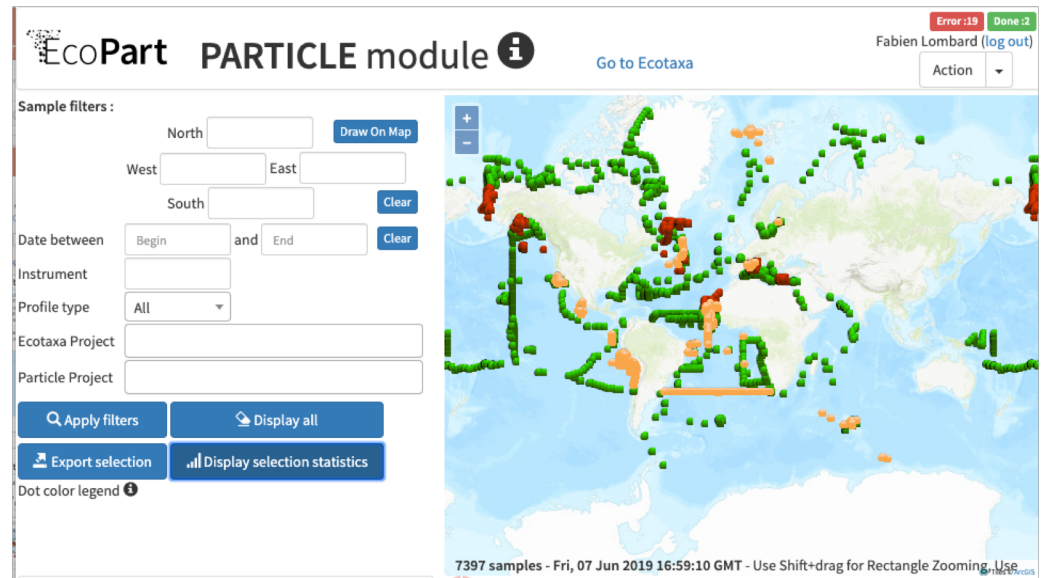 Error :19 Done :2
EcoPart PARTICLE module
Go to Ecotaxa
Fabien Lombard (log out)
Action
Sample filters :
North
Draw On Map
West
East
South
Clear
Date between Begin and End Clear
Instrument
Profile type All
Ecotaxa Project
Particle Project
Apply filters
Display all
Export selection
Display selection statistics
Dot color legend
+
−
7397 samples - Fri, 07 Jun 2019 16:59:10 GMT - Use Shift+drag for Rectangle Zooming, Use